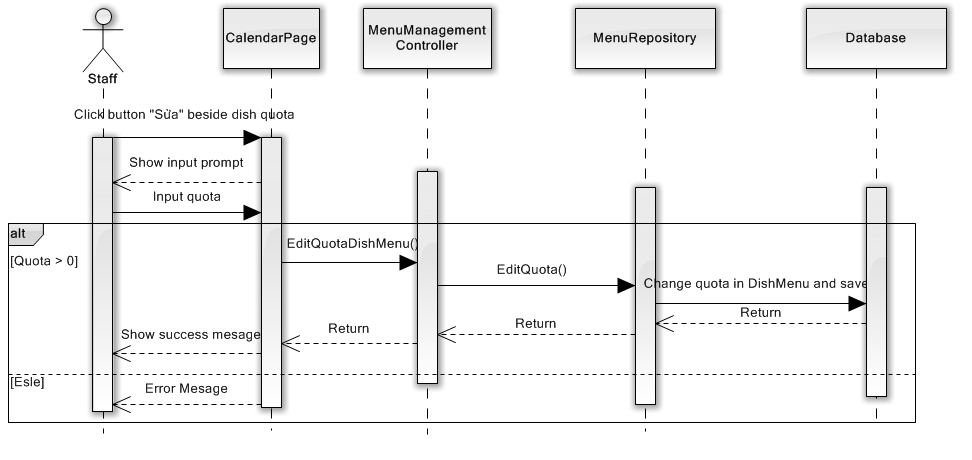 Staff
CalendarPage
MenuManagement
Controller
MenuRepository
Database
Click button "Sửa" beside dish quota
Show input prompt
Input quota
alt
[Quota > 0]
EditQuotaDishMenu()
EditQuota()
Change quota in DishMenu and save
Return
Return
Return
Show success mesage
[Esle]
Error Mesage